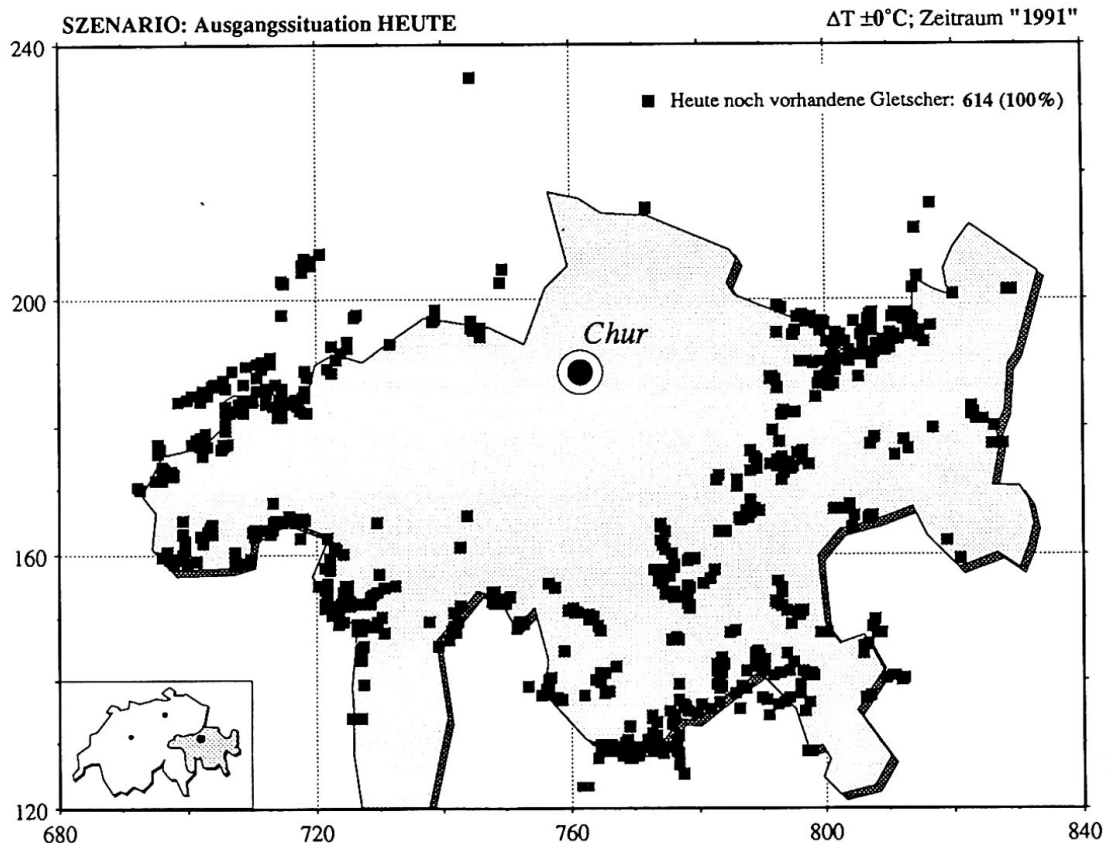 SZENARIO: Ausgangssituation HEUTE
ΔT ±0°C; Zeitraum "1991"
240
Heute noch vorhandene Gletscher: 614 (100%)
200
Chur
160
120
680
720
760
800
840